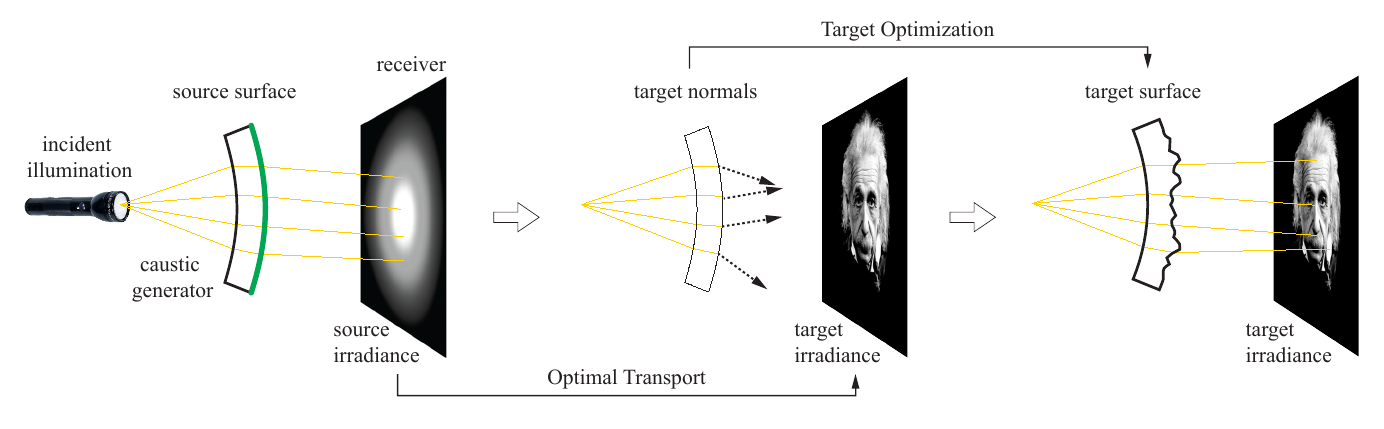 Target Optimization
receiver
source surface
target normals
target surface
incident
illumination
caustic
generator
source
irradiance
target
irradiance
target
irradiance
Optimal Transport